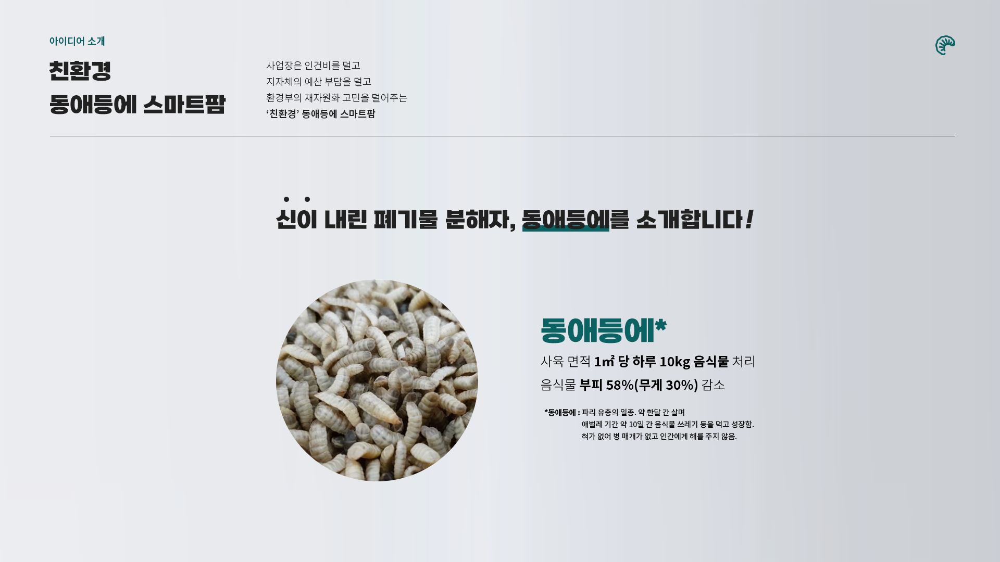 아이디어 소개
친환경
동애등에 스마트팜
사업장은 인건비를 덜고
지자체의 예산 부담을 덜고
환경부의 재자원화 고민을 덜어주는
‘친환경’ 동애등에 스마트팜
신이 내린 폐기물 분해자, 동애등에를 소개합니다!
동애등에*
사육 면적 1㎡ 당 하루 10kg 음식물 처리
음식물 부피 58%(무게 30%) 감소
*동애등에 : 파리 유충의 일종. 약 한달 간 살며
애벌레 기간 약 10일 간 음식물 쓰레기 등을 먹고 성장함.
혀가 없어 병 매개가 없고 인간에게 해를 주지 않음.